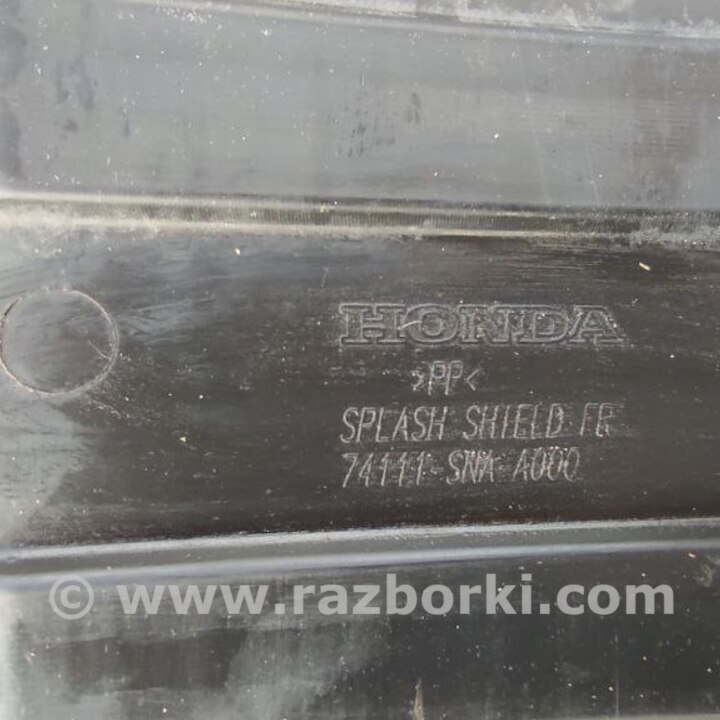 HONDA
>PP<
SPLASH SHIELD FR
74111-SNA A000
© www.razborki.com